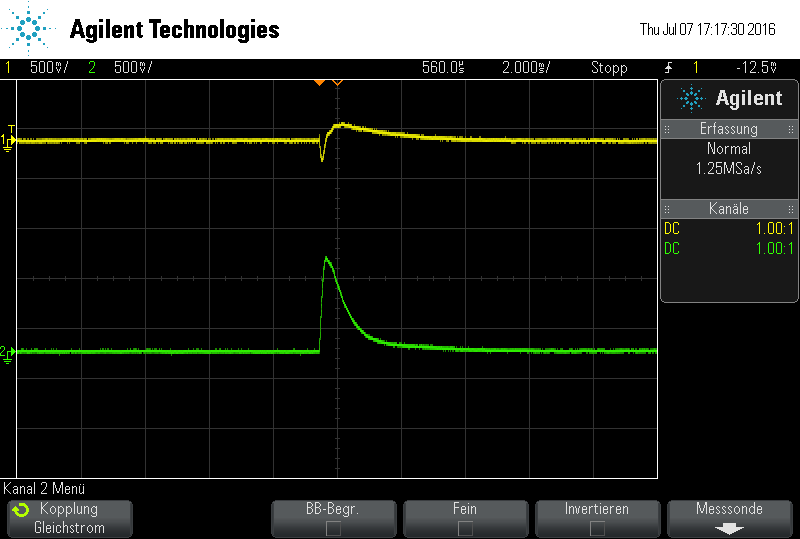 Agilent Technologies
Thu Jul 07 17:17:30 2016
1 500mV/ 2 500mV/ 560.0µs 2.000ms/ Stopp 1 -12.5mV
Agilent
Erfassung
Normal
1.25MSa/s
Kanäle
DC 1.00:1
DC 1.00:1
T
1
2
Kanal 2 Menü
Kopplung
Gleichstrom
BB-Begr.
Fein
Invertieren
Messsonde